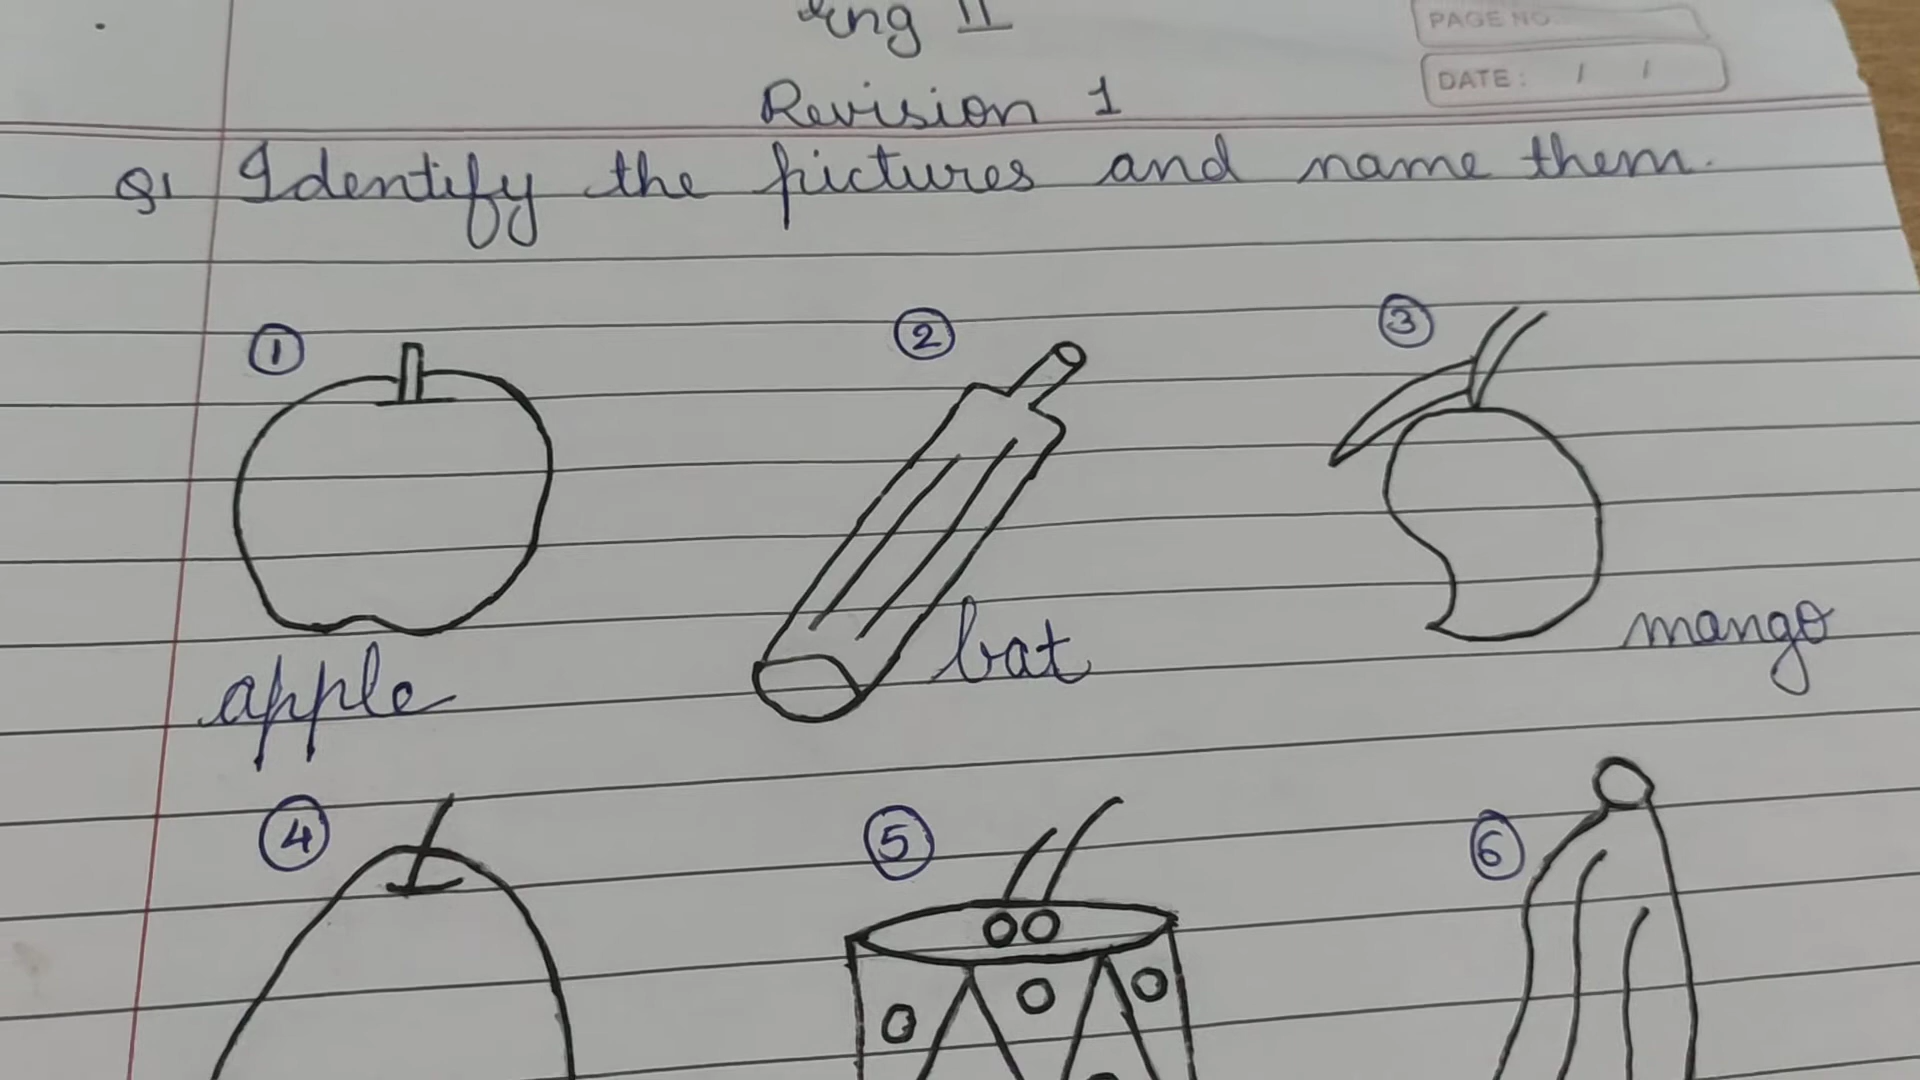 Eng II
PAGE NO.
DATE: / /
Revision 1
Q1 Identify the pictures and name them.
1 2 3
apple bat mango
4 5 6